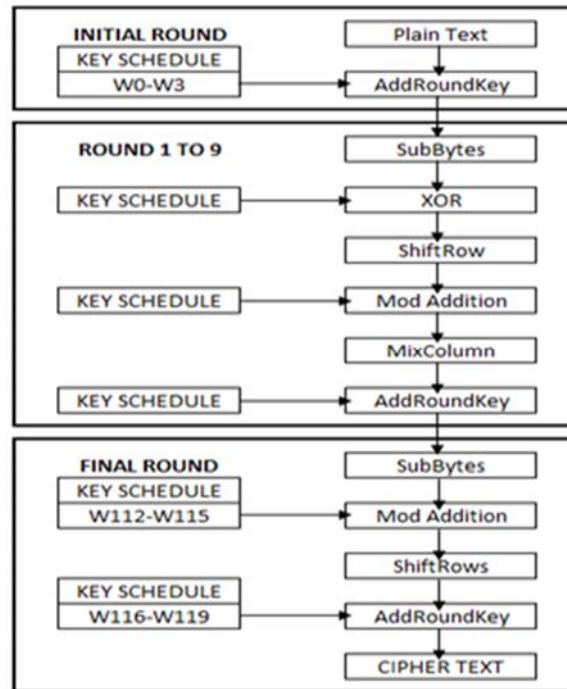 INITIAL ROUND
KEY SCHEDULE
W0-W3
Plain Text
AddRoundKey
ROUND 1 TO 9
SubBytes
KEY SCHEDULE
XOR
ShiftRow
KEY SCHEDULE
Mod Addition
MixColumn
KEY SCHEDULE
AddRoundKey
FINAL ROUND
SubBytes
KEY SCHEDULE
W112-W115
Mod Addition
ShiftRows
KEY SCHEDULE
W116-W119
AddRoundKey
CIPHER TEXT